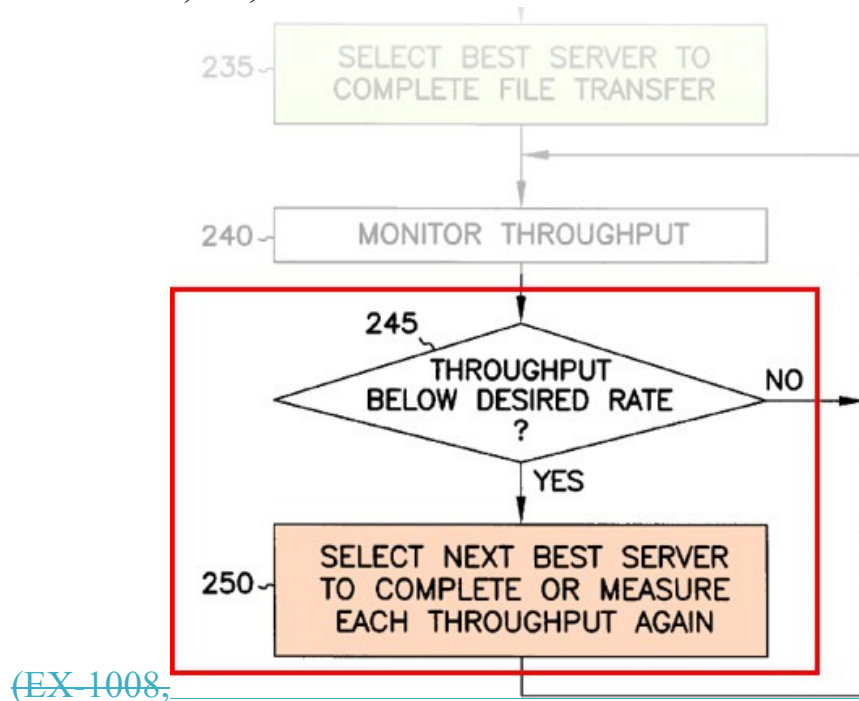 235
SELECT BEST SERVER TO
COMPLETE FILE TRANSFER
240
MONITOR THROUGHPUT
245
THROUGHPUT
BELOW DESIRED RATE
?
NO
YES
250
SELECT NEXT BEST SERVER
TO COMPLETE OR MEASURE
EACH THROUGHPUT AGAIN
(EX-1008,